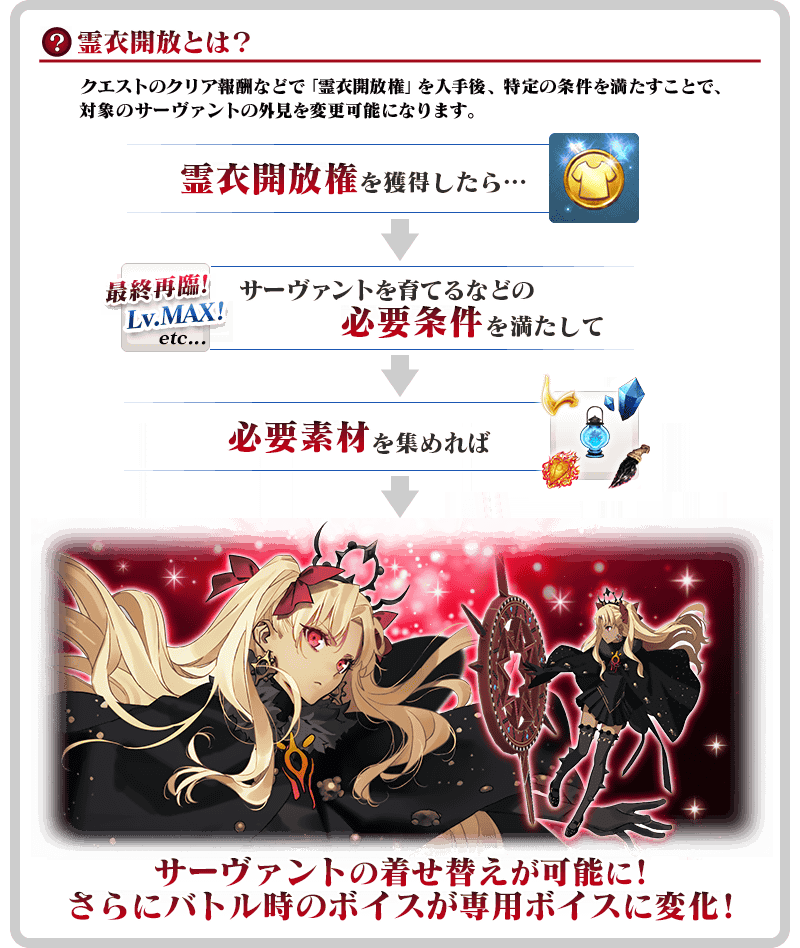 ? 霊衣開放とは？
クエストのクリア報酬などで「霊衣開放権」を入手後、特定の条件を満たすことで、
対象のサーヴァントの外見を変更可能になります。
霊衣開放権を獲得したら…
最終再臨!
Lv.MAX!
etc...
サーヴァントを育てるなどの
必要条件を満たして
必要素材を集めれば
サーヴァントの着せ替えが可能に!
さらにバトル時のボイスが専用ボイスに変化!